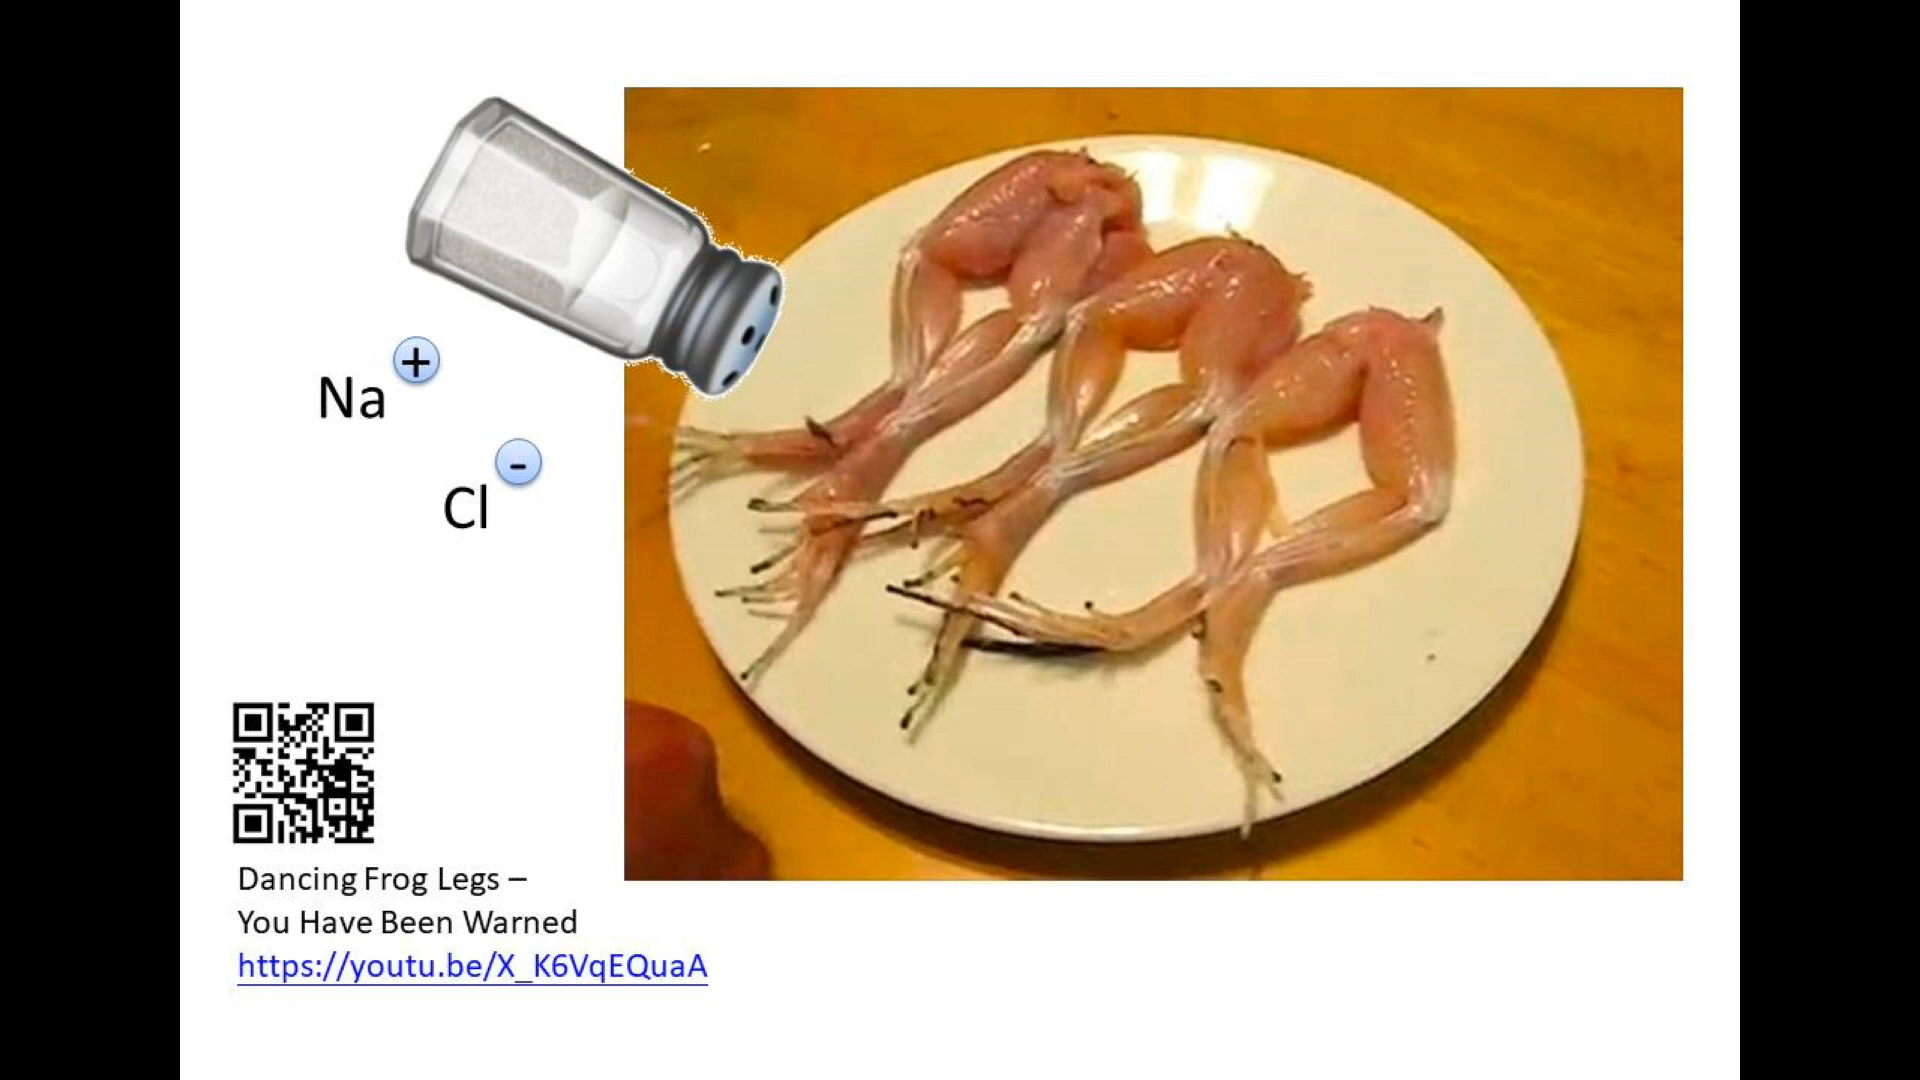 Na +
Cl -
Dancing Frog Legs –
You Have Been Warned
https://youtu.be/X_K6VqEQuaA